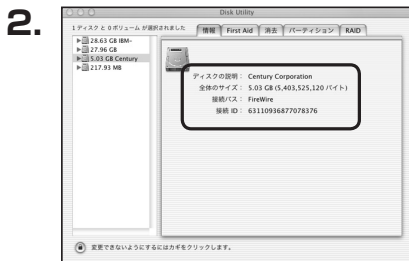 2.
Disk Utility
1 ディスク と 0 ボリューム が選択されました
情報 First Aid 消去 パーティション RAID
28.63 GB IBM-
27.96 GB
5.03 GB Century
217.93 MB
ディスクの説明： Century Corporation
全体のサイズ： 5.03 GB (5,403,525,120 バイト)
接続バス： FireWire
接続 ID： 63110936877078376
変更できないようにするにはカギをクリックします。